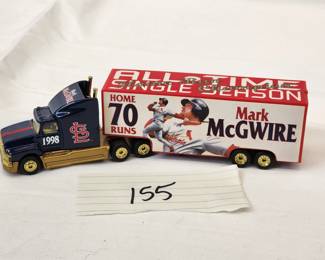 ALL-TIME
SINGLE SEASON
HOME
70
RUNS
Mark
McGWIRE
1998
STL
155